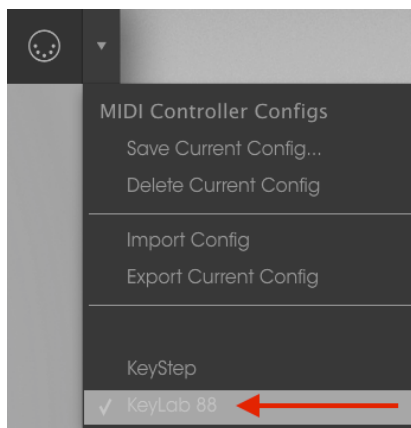 MIDI Controller Configs
Save Current Config...
Delete Current Config
Import Config
Export Current Config
KeyStep
KeyLab 88